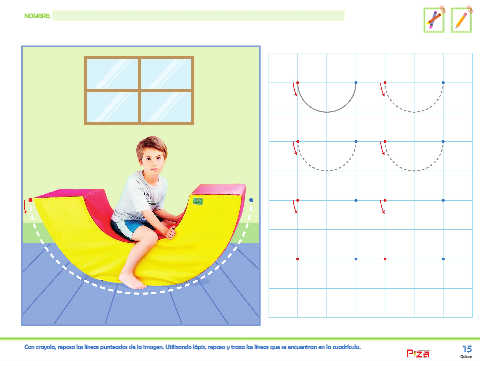 NOMBRE:
Con crayola, repasa las líneas punteadas de la imagen. Utilizando lápiz, repasa y traza las líneas que se encuentran en la cuadrícula.
Pizá
15